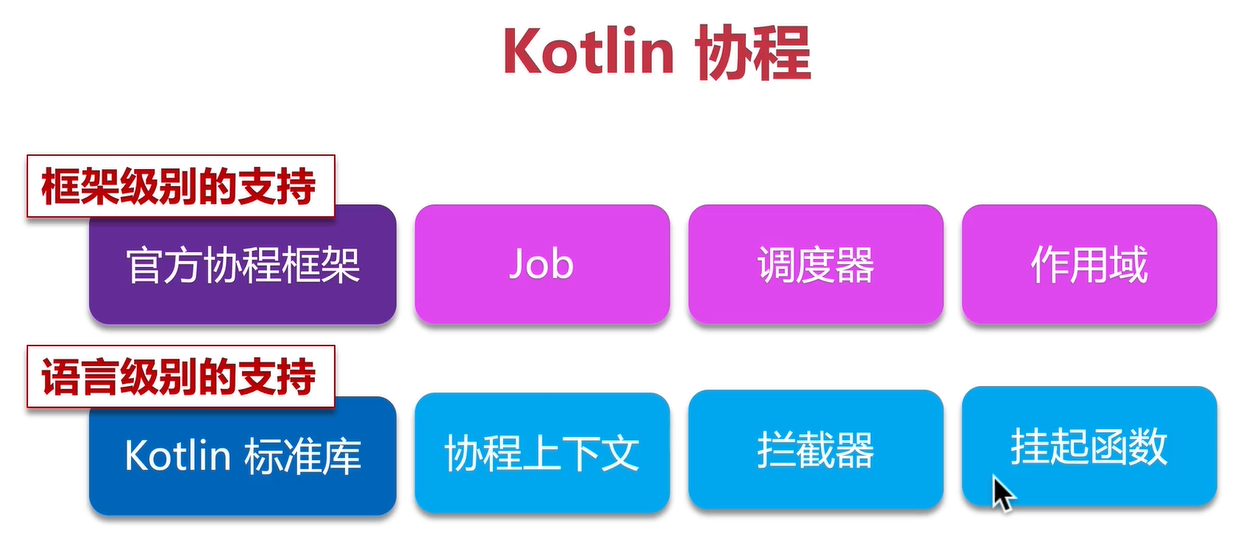 Kotlin 协程
框架级别的支持
官方协程框架
Job
调度器
作用域
语言级别的支持
Kotlin 标准库
协程上下文
拦截器
挂起函数